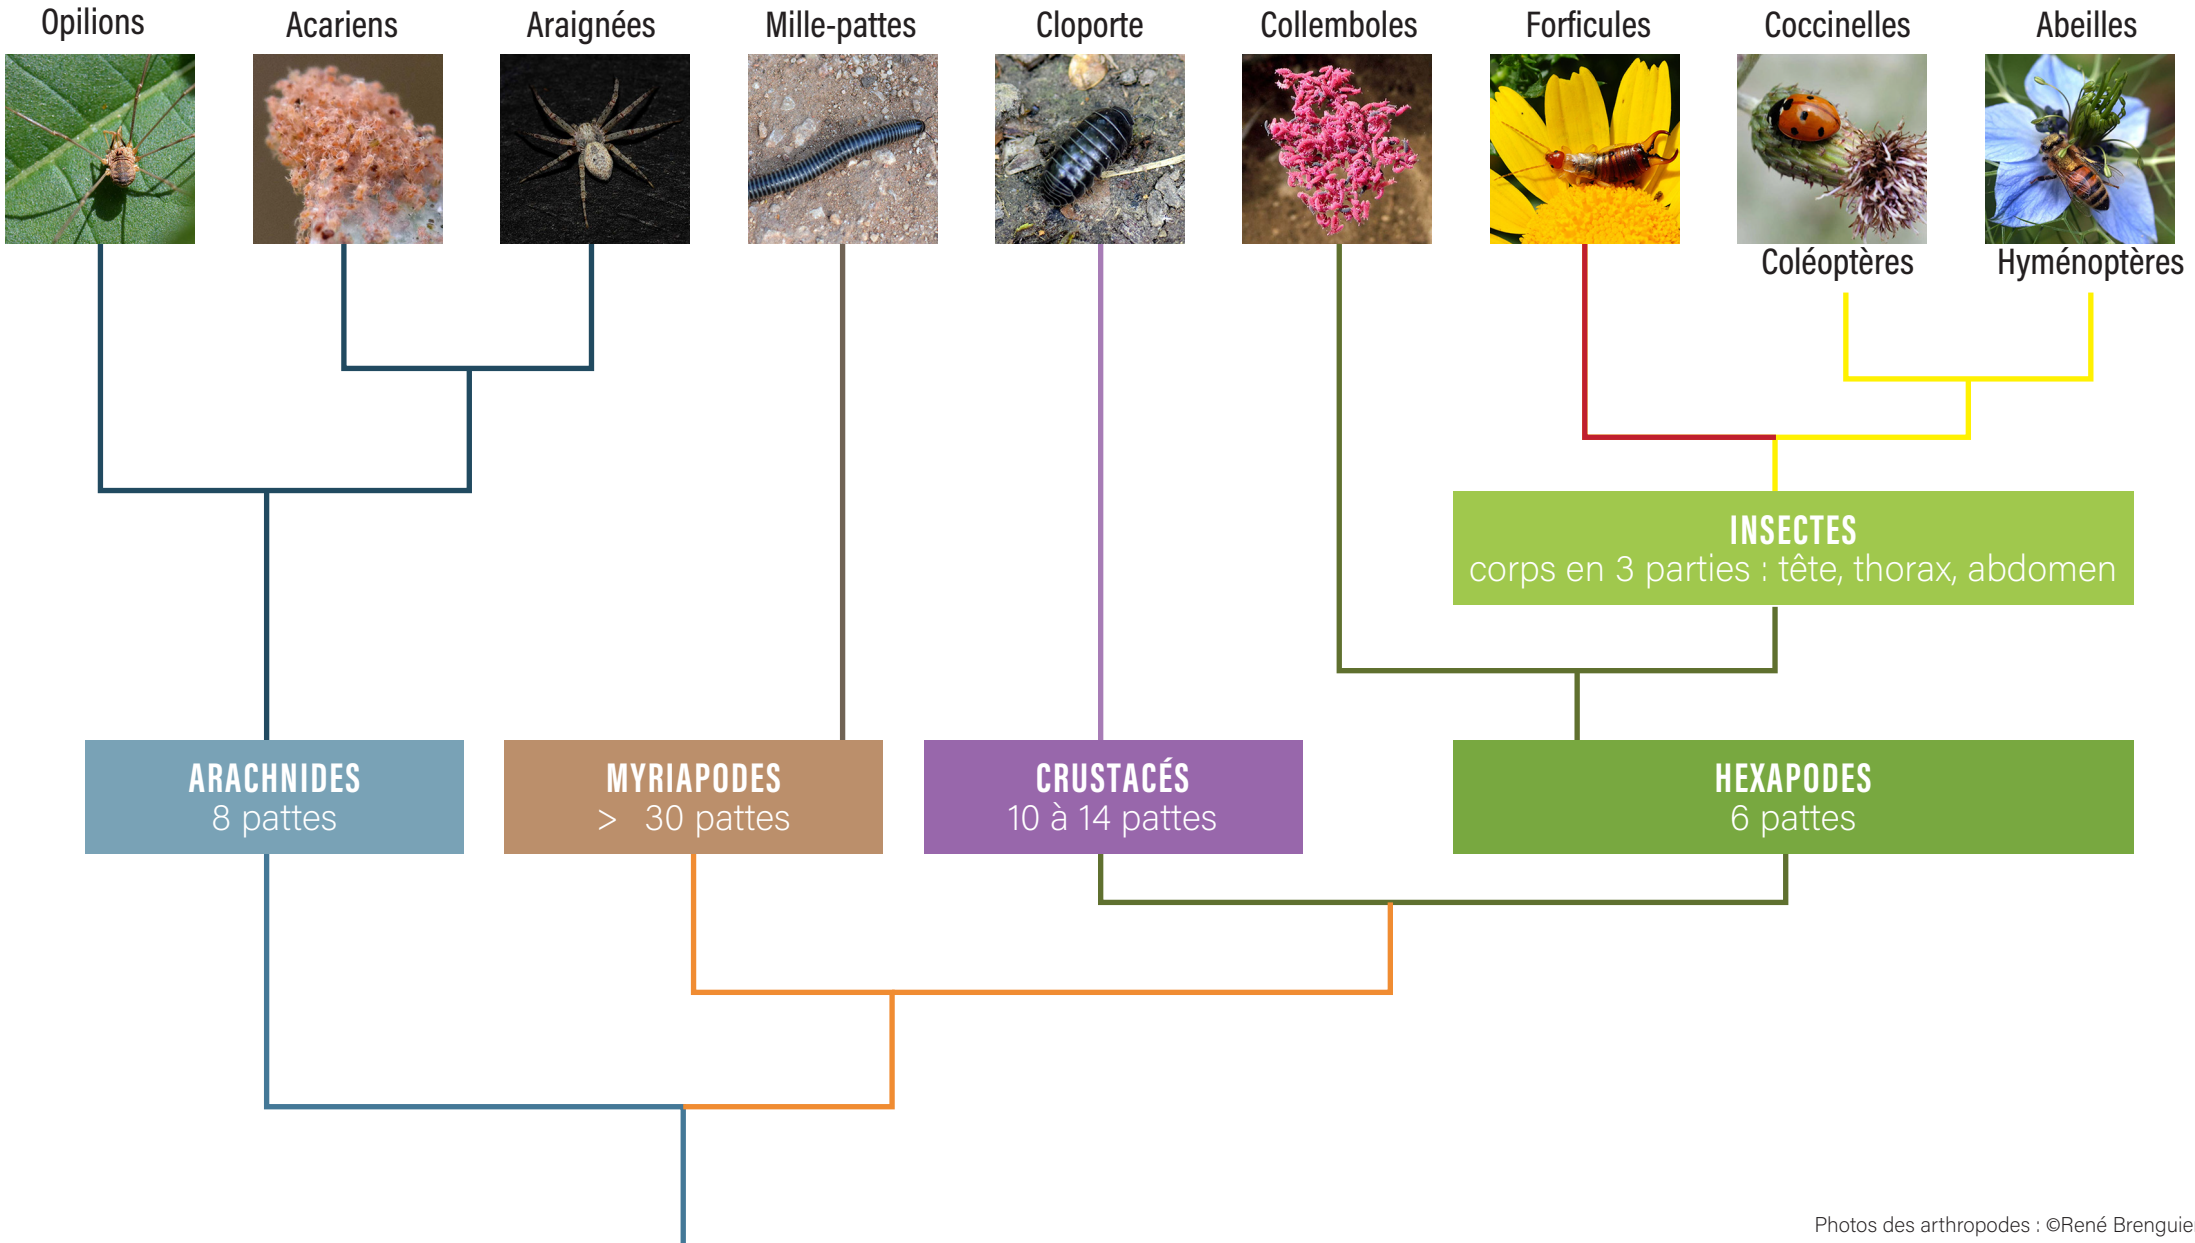 Opilions
Acariens
Araignées
Mille-pattes
Cloporte
Collemboles
Forficules
Coccinelles
Abeilles
Coléoptères
Hyménoptères
INSECTES
corps en 3 parties : tête, thorax, abdomen
ARACHNIDES
8 pattes
MYRIAPODES
> 30 pattes
CRUSTACÉS
10 à 14 pattes
HEXAPODES
6 pattes
Photos des arthropodes : ©René Brenguier